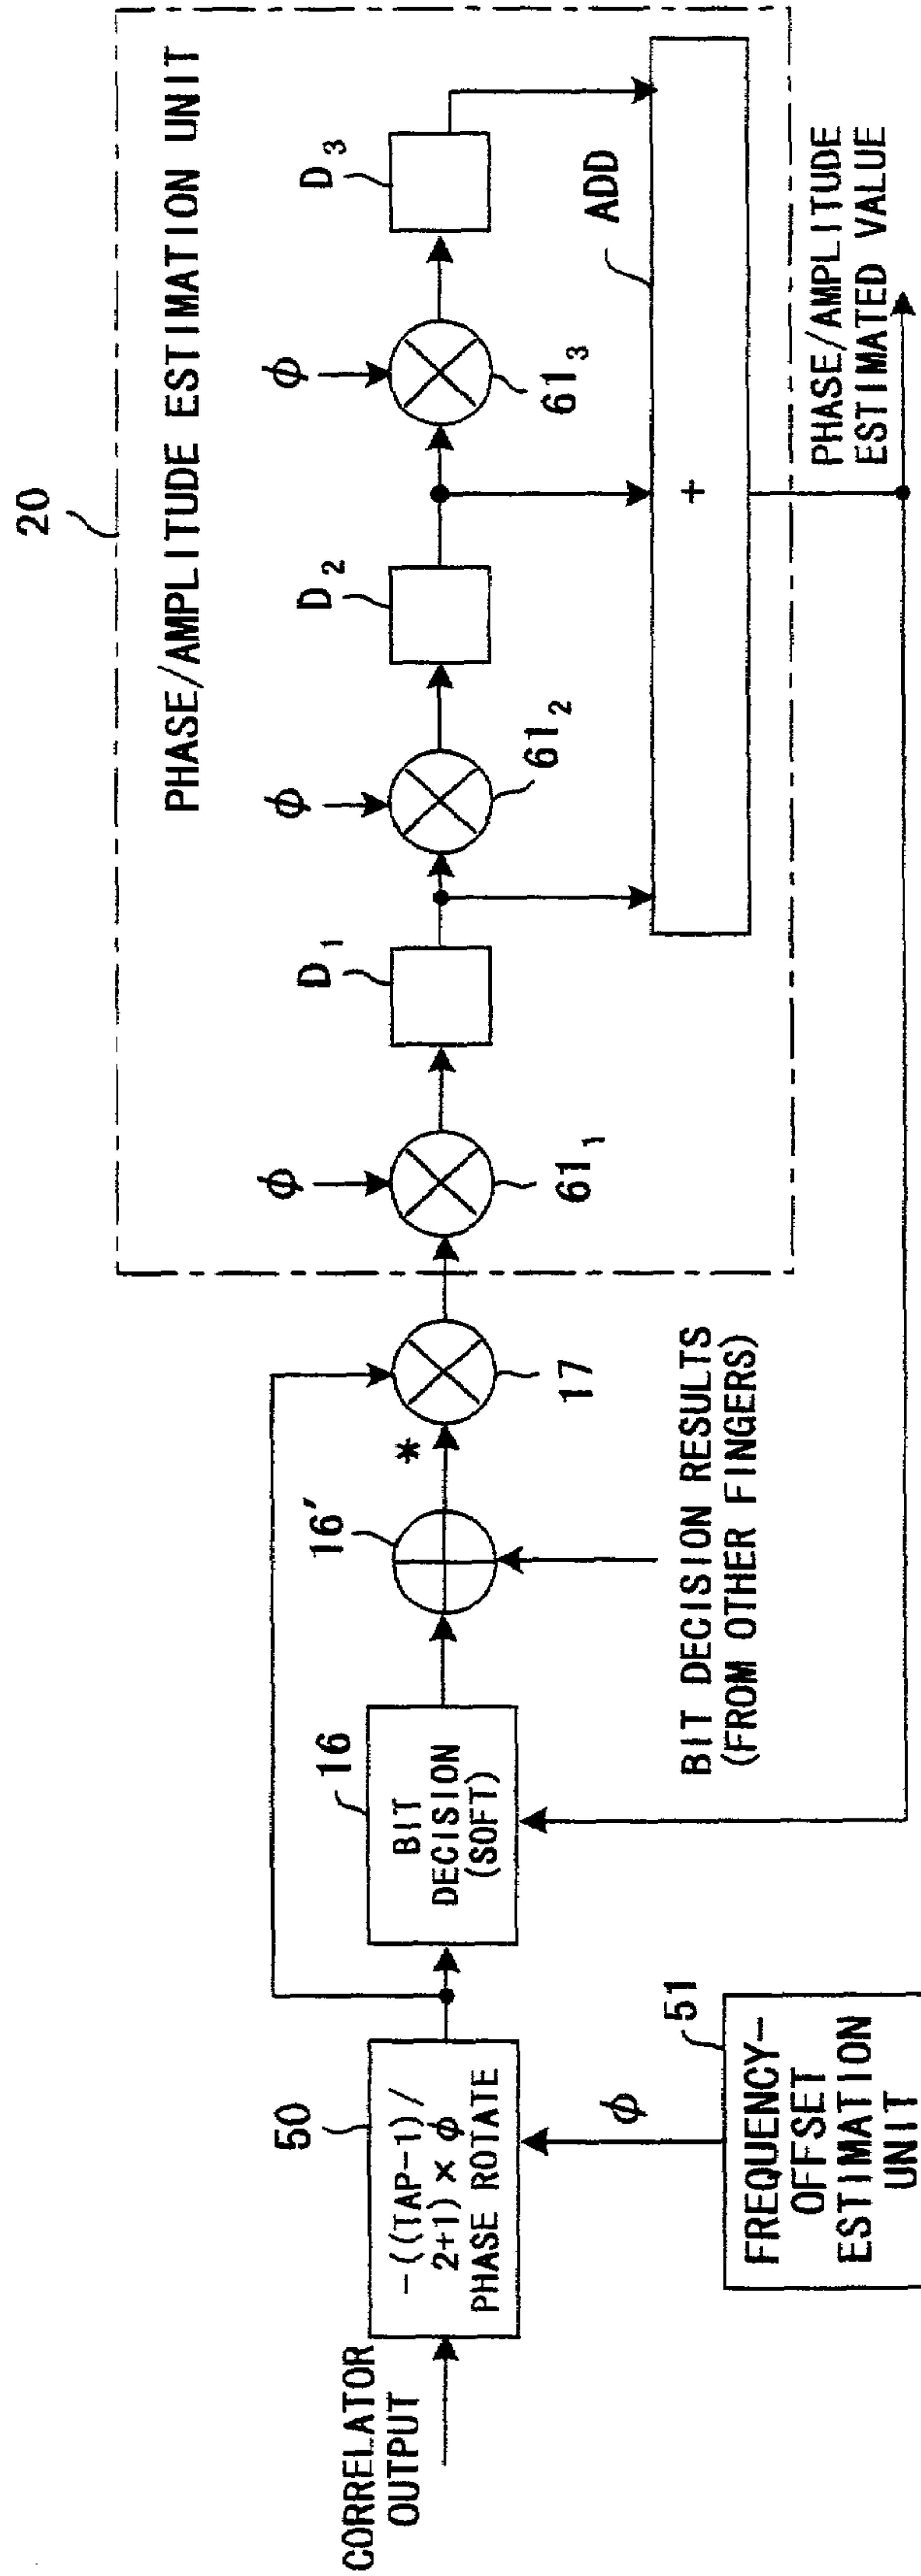 20
PHASE/AMPLITUDE ESTIMATION UNIT
CORRELATOR
OUTPUT
50
-((TAP-1)/
2+1) × φ
PHASE ROTATE
φ
51
FREQUENCY-
OFFSET
ESTIMATION
UNIT
16
BIT
DECISION
(SOFT)
16'
*
17
BIT DECISION RESULTS
(FROM OTHER FINGERS)
φ
61₁
D₁
φ
61₂
D₂
φ
61₃
D₃
ADD
+
PHASE/AMPLITUDE
ESTIMATED VALUE